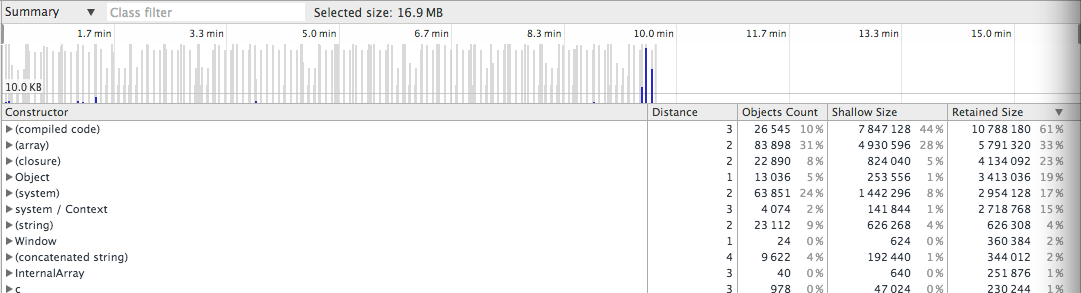 Summary ▼ Class filter Selected size: 16.9 MB
1.7 min 3.3 min 5.0 min 6.7 min 8.3 min 10.0 min 11.7 min 13.3 min 15.0 min
10.0 KB
Constructor Distance Objects Count Shallow Size Retained Size ▼
▶(compiled code) 3 26 545 10% 7 847 128 44% 10 788 180 61%
▶(array) 2 83 898 31% 4 930 596 28% 5 791 320 33%
▶(closure) 2 22 890 8% 824 040 5% 4 134 092 23%
▶Object 1 13 036 5% 253 556 1% 3 413 036 19%
▶(system) 2 63 851 24% 1 442 296 8% 2 954 128 17%
▶system / Context 3 4 074 2% 141 844 1% 2 718 768 15%
▶(string) 2 23 112 9% 626 268 4% 626 308 4%
▶Window 1 24 0% 624 0% 360 384 2%
▶(concatenated string) 4 9 622 4% 192 440 1% 344 012 2%
▶InternalArray 3 40 0% 640 0% 251 876 1%
▶c 3 978 0% 47 024 0% 230 244 1%